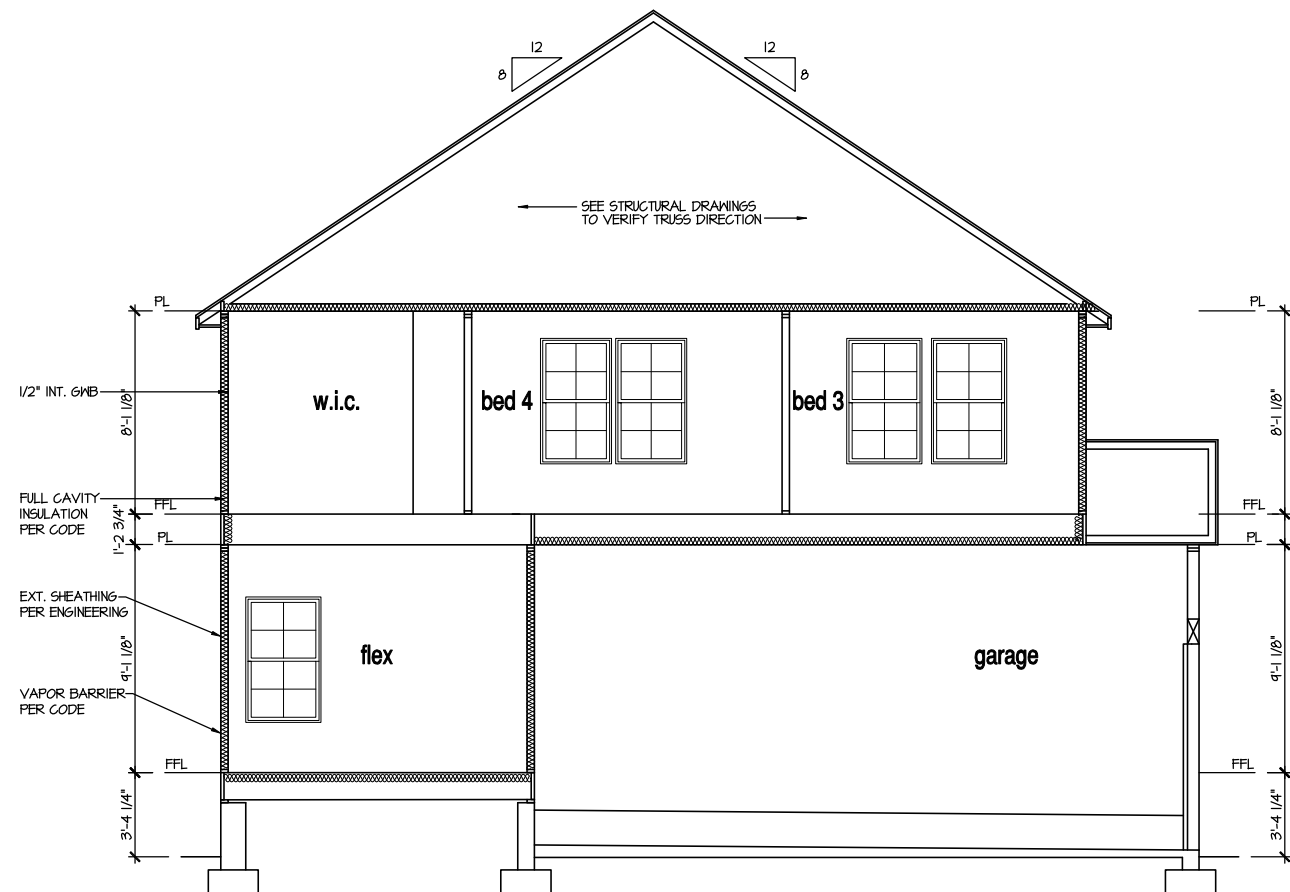 12
12
8
8
SEE STRUCTURAL DRAWINGS
TO VERIFY TRUSS DIRECTION
PL
PL
1/2" INT. GWB
8'-1 1/8"
w.i.c.
bed 4
bed 3
8'-1 1/8"
FULL CAVITY
INSULATION
PER CODE
FFL
FFL
1'-2 3/4"
PL
PL
EXT. SHEATHING
PER ENGINEERING
9'-1 1/8"
flex
garage
9'-1 1/8"
VAPOR BARRIER
PER CODE
FFL
FFL
3'-4 1/4"
3'-4 1/4"